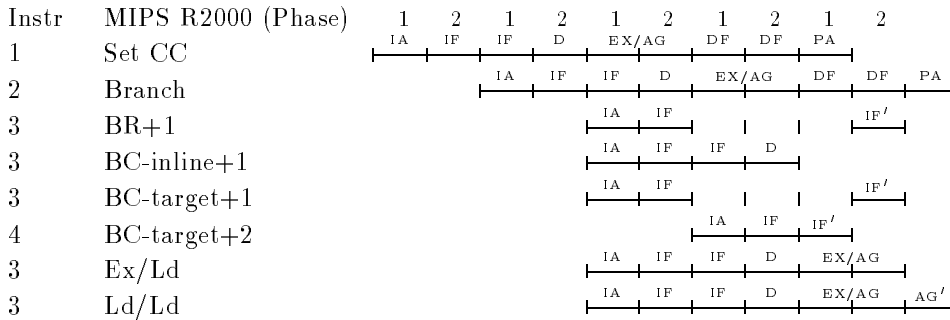 Instr MIPS R2000 (Phase) 1 2 1 2 1 2 1 2 1 2
1 Set CC IA IF IF D EX/AG DF DF PA
2 Branch IA IF IF D EX/AG DF DF PA
3 BR+1 IA IF IF′
3 BC-inline+1 IA IF IF D
3 BC-target+1 IA IF IF′
4 BC-target+2 IA IF IF′
3 Ex/Ld IA IF IF D EX/AG
3 Ld/Ld IA IF IF D EX/AG AG′